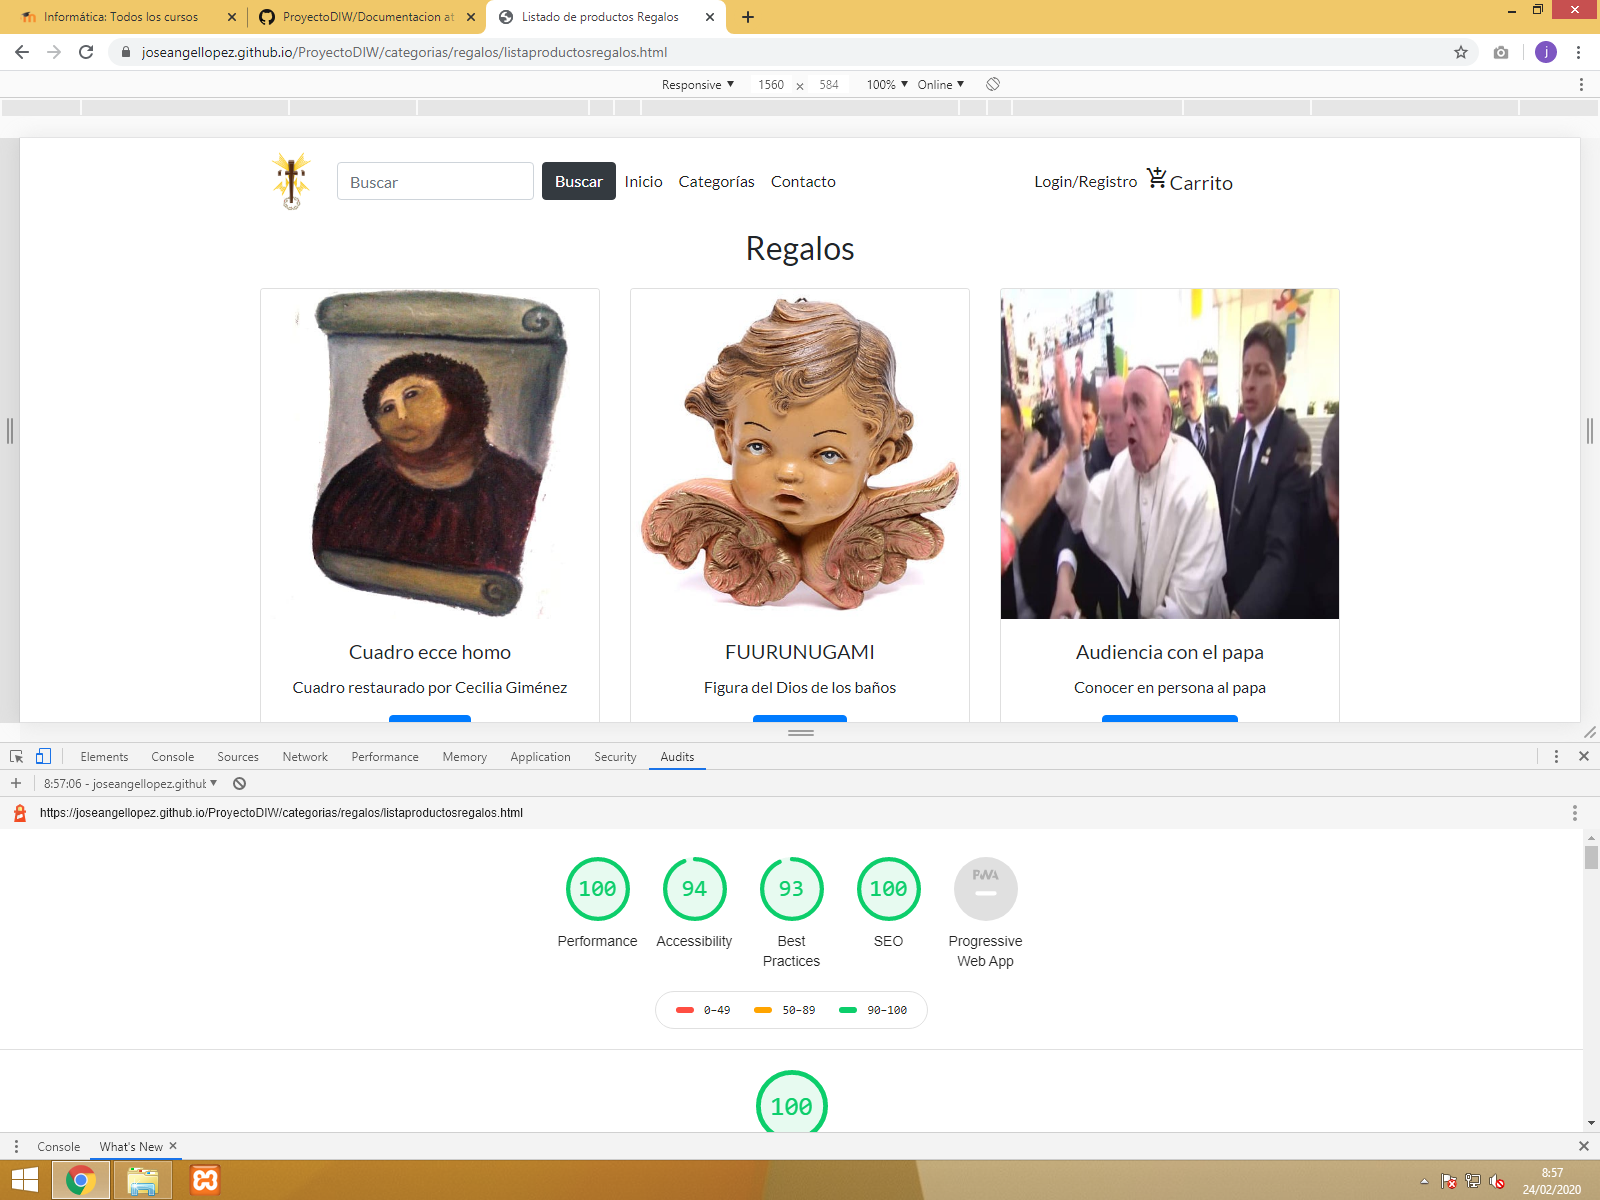 Informática: Todos los cursos
ProyectoDIW/Documentacion at
Listado de productos Regalos
joseangellopez.github.io/ProyectoDIW/categorias/regalos/listaproductosregalos.html
j
Responsive
1560 x 584
100%
Online
Buscar
Buscar
Inicio
Categorías
Contacto
Login/Registro
Carrito
Regalos
Cuadro ecce homo
FUURUNUGAMI
Audiencia con el papa
Cuadro restaurado por Cecilia Giménez
Figura del Dios de los baños
Conocer en persona al papa
Elements
Console
Sources
Network
Performance
Memory
Application
Security
Audits
8:57:06 - joseangellopez.github
https://joseangellopez.github.io/ProyectoDIW/categorias/regalos/listaproductosregalos.html
100
94
93
100
PWA
Performance
Accessibility
Best
Practices
SEO
Progressive
Web App
0–49
50–89
90–100
100
Console
What's New
8:57
24/02/2020